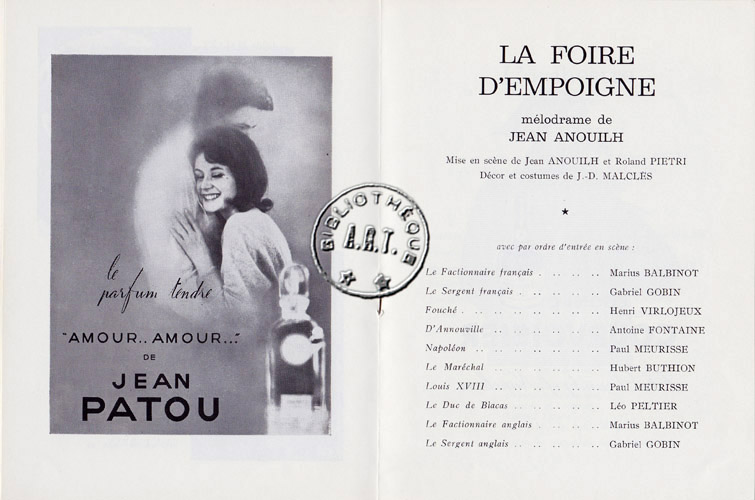 le
parfum tendre
"AMOUR.. AMOUR..."
DE
JEAN
PATOU
BIBLIOTHÈQUE
A.R.T.
LA FOIRE
D'EMPOIGNE
mélodrame de
JEAN ANOUILH
Mise en scène de Jean ANOUILH et Roland PIETRI
Décor et costumes de J.-D. MALCLÈS
avec par ordre d'entrée en scène :
Le Factionnaire français . . . . . . Marius BALBINOT
Le Sergent français . . . . . . . . Gabriel GOBIN
Fouché . . . . . . . . . . . . Henri VIRLOJEUX
D'Annouville . . . . . . . . . . Antoine FONTAINE
Napoléon . . . . . . . . . . . Paul MEURISSE
Le Maréchal . . . . . . . . . . Hubert BUTHION
Louis XVIII . . . . . . . . . . Paul MEURISSE
Le Duc de Blacas . . . . . . . . Léo PELTIER
Le Factionnaire anglais . . . . . . Marius BALBINOT
Le Sergent anglais . . . . . . . . Gabriel GOBIN